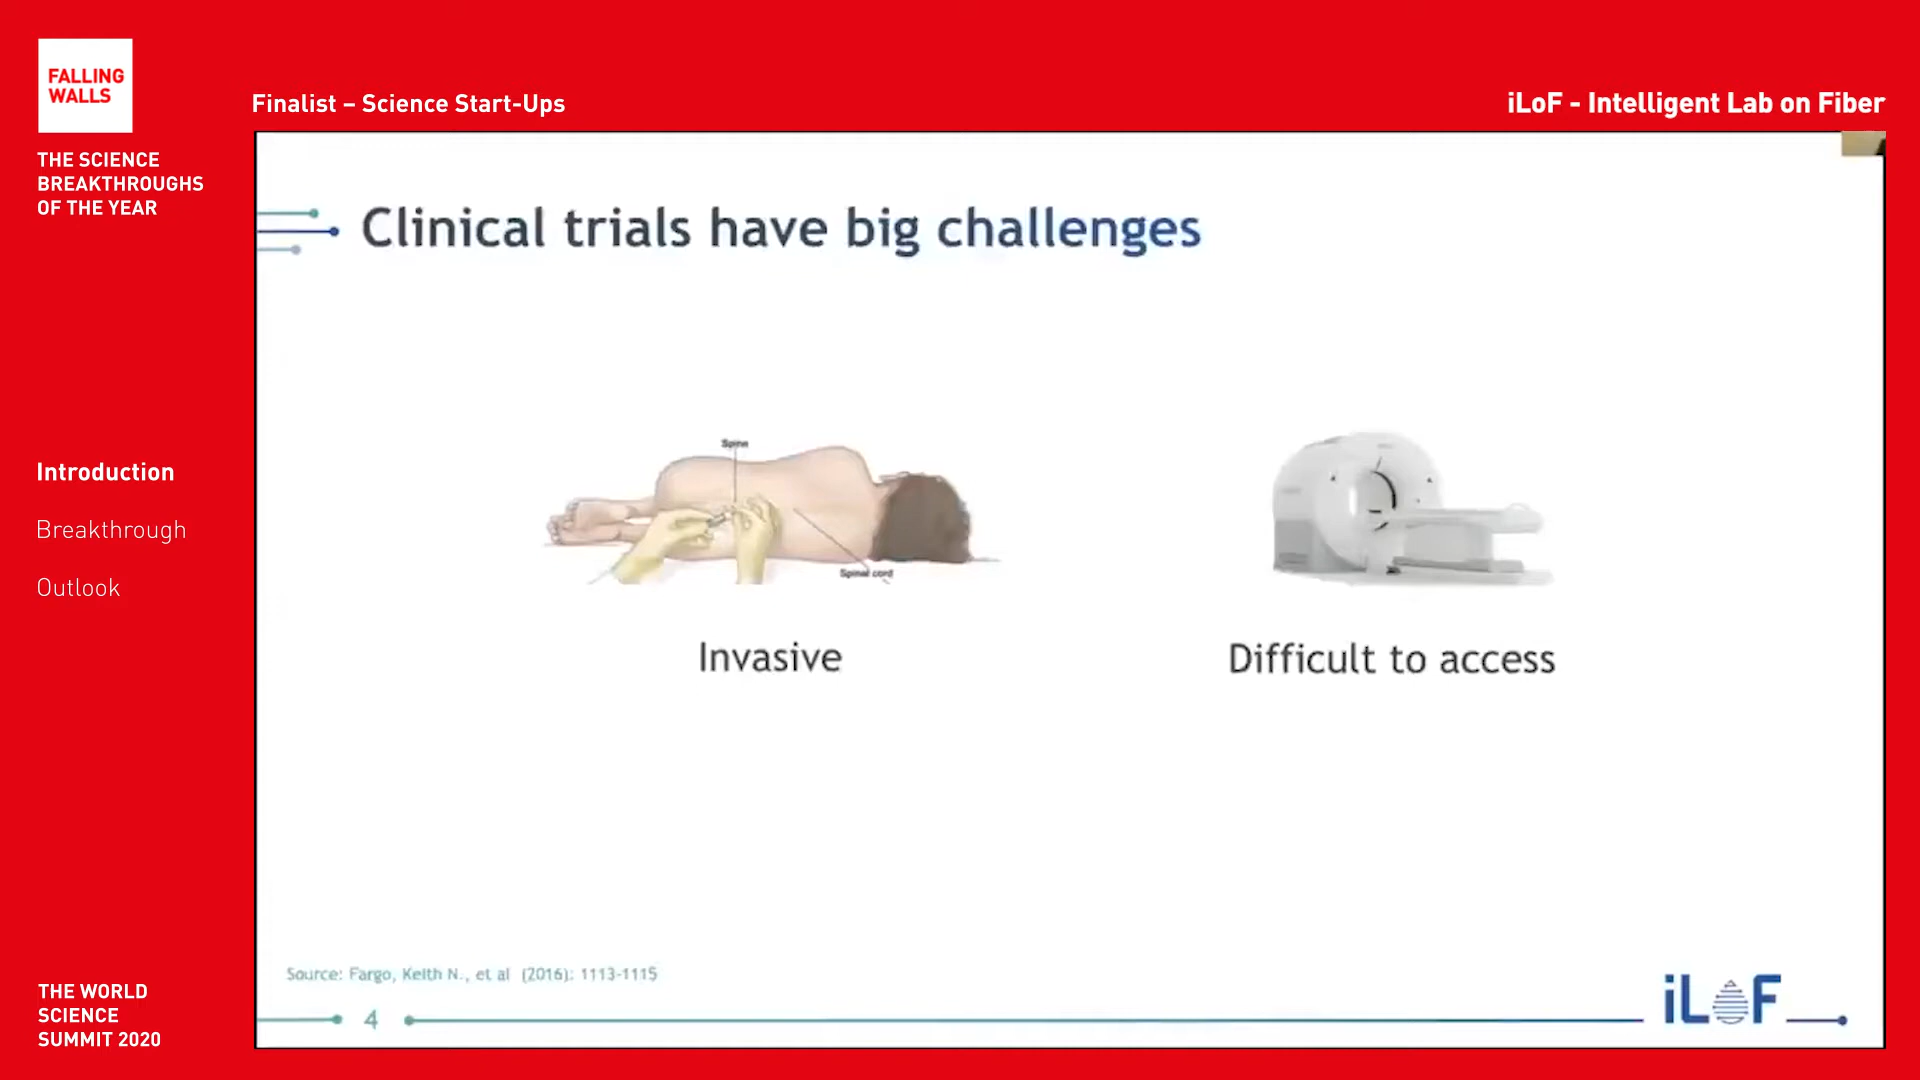 FALLING
WALLS
THE SCIENCE
BREAKTHROUGHS
OF THE YEAR
Finalist – Science Start-Ups
iLoF - Intelligent Lab on Fiber
Clinical trials have big challenges
Introduction
Breakthrough
Outlook
Spine
Spinal cord
Invasive
Difficult to access
Source: Fargo, Keith N., et al (2016): 1113-1115
4
iLoF
THE WORLD
SCIENCE
SUMMIT 2020